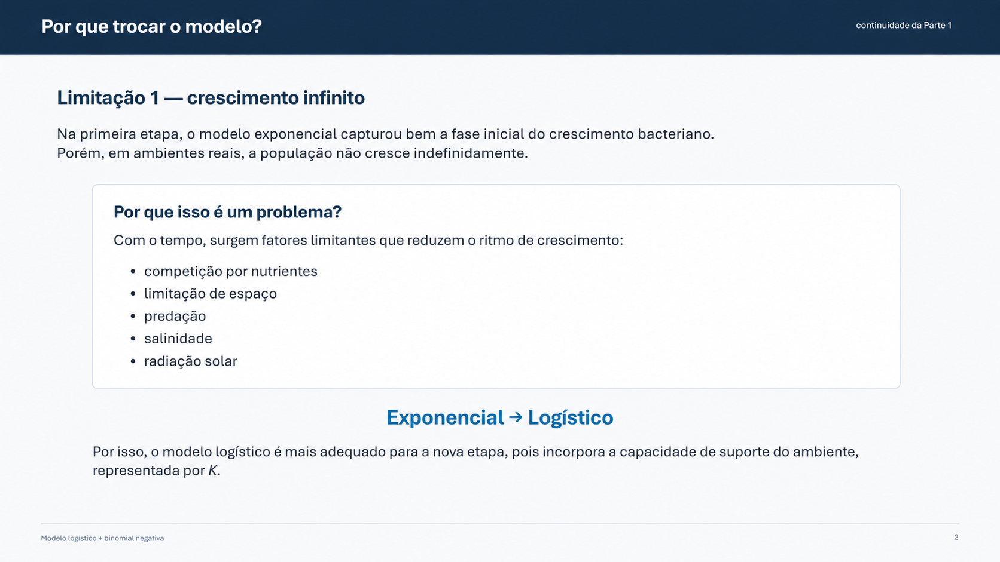 Por que trocar o modelo?
continuidade da Parte 1
Limitação 1 — crescimento infinito
Na primeira etapa, o modelo exponencial capturou bem a fase inicial do crescimento bacteriano.
Porém, em ambientes reais, a população não cresce indefinidamente.
Por que isso é um problema?
Com o tempo, surgem fatores limitantes que reduzem o ritmo de crescimento:
• competição por nutrientes
• limitação de espaço
• predação
• salinidade
• radiação solar
Exponencial → Logístico
Por isso, o modelo logístico é mais adequado para a nova etapa, pois incorpora a capacidade de suporte do ambiente,
representada por K.
Modelo logístico + binomial negativa
2